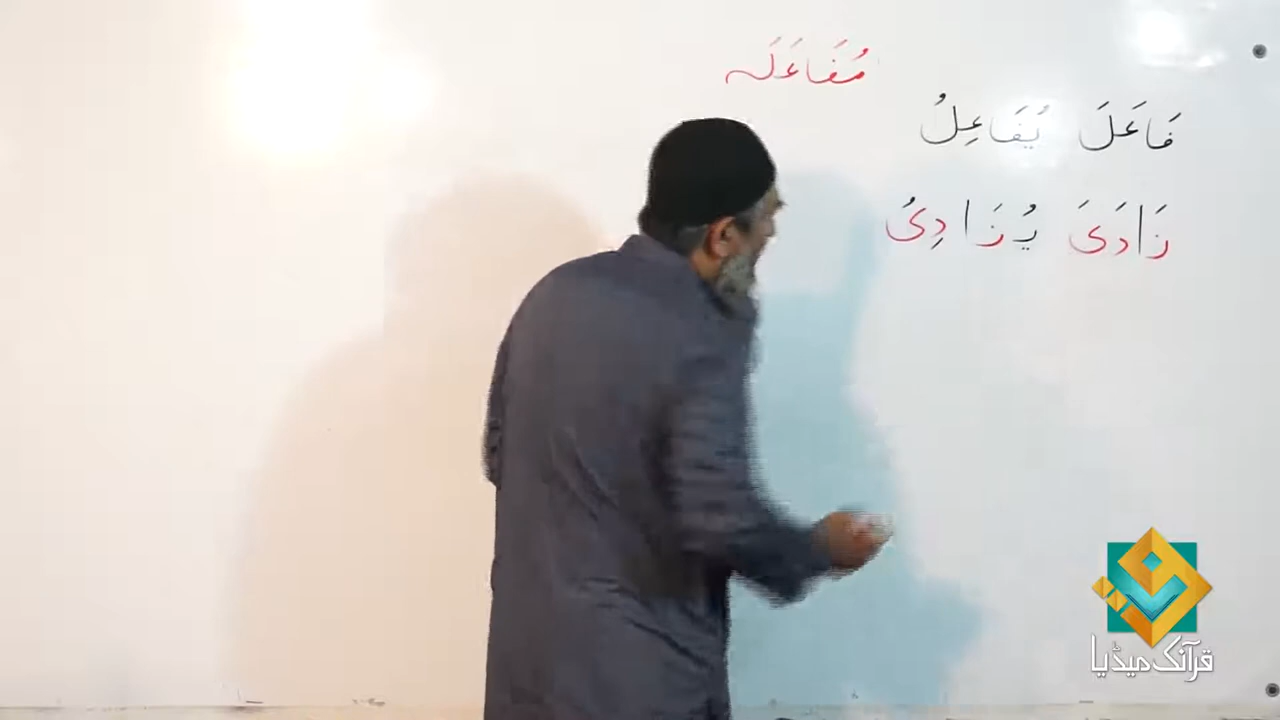 مُفَاعَلَہ
فَاعَلَ يُفَاعِلُ
زَادَىَ يُزَادِىُ
قرآنک میڈیا